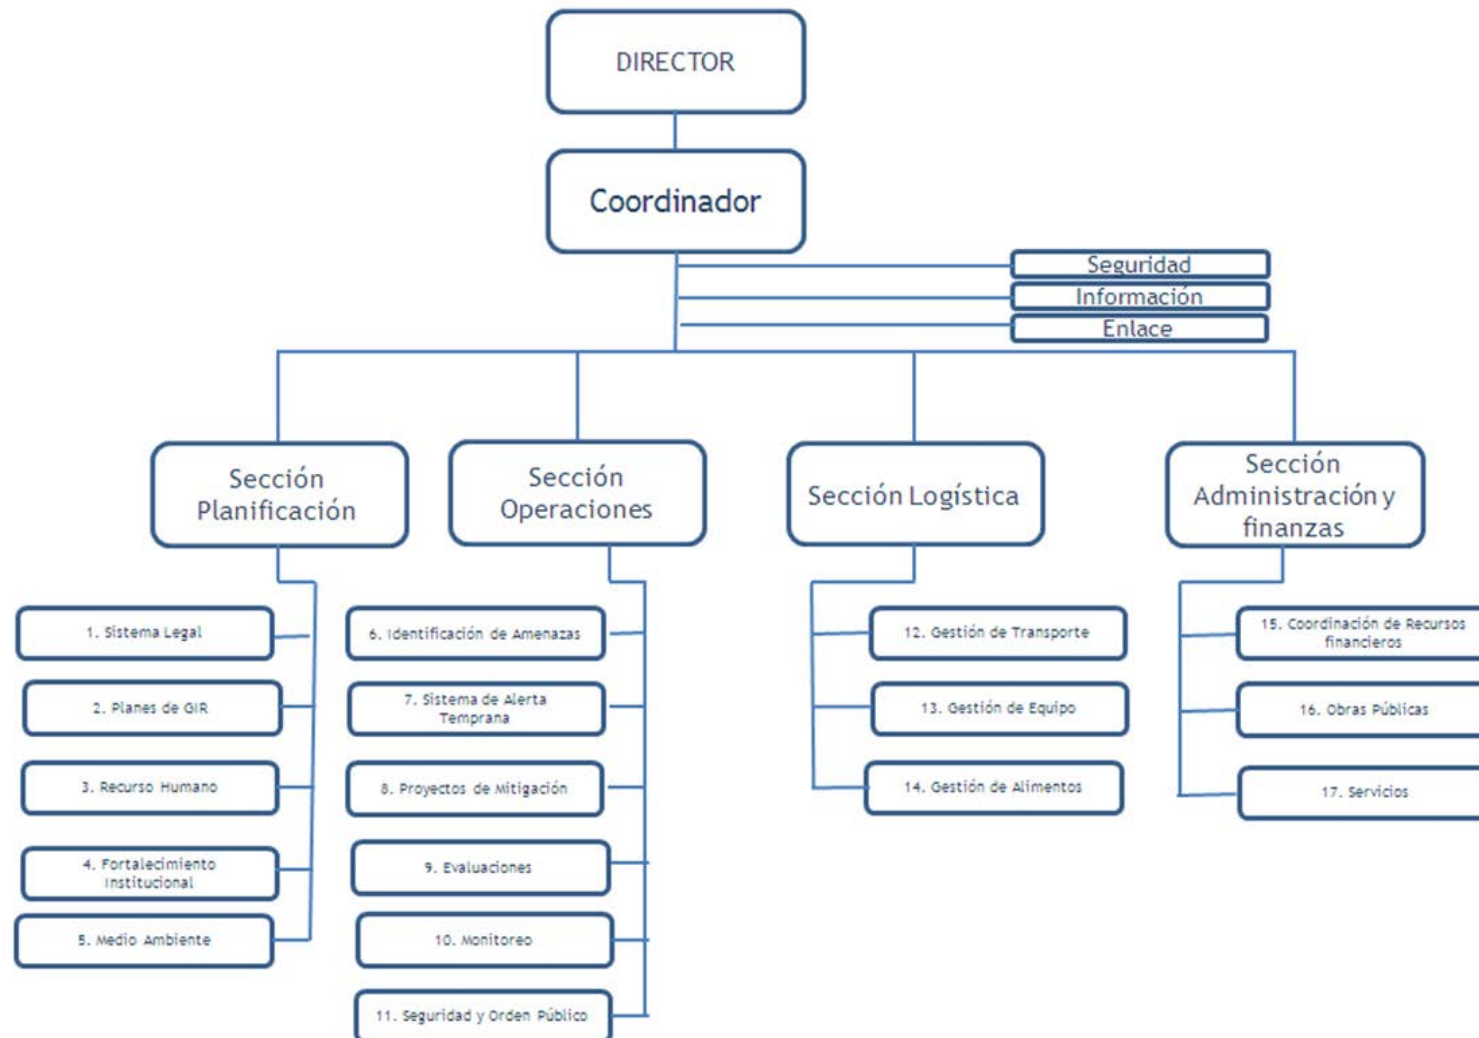 DIRECTOR
Coordinador
Seguridad
Información
Enlace
Sección
Planificación
Sección
Operaciones
Sección Logística
Sección
Administración y
finanzas
1. Sistema Legal
2. Planes de GIR
3. Recurso Humano
4. Fortalecimiento
Institucional
5. Medio Ambiente
6. Identificación de Amenazas
7. Sistema de Alerta
Temprana
8. Proyectos de Mitigación
9. Evaluaciones
10. Monitoreo
11. Seguridad y Orden Público
12. Gestión de Transporte
13. Gestión de Equipo
14. Gestión de Alimentos
15. Coordinación de Recursos
financieros
16. Obras Públicas
17. Servicios